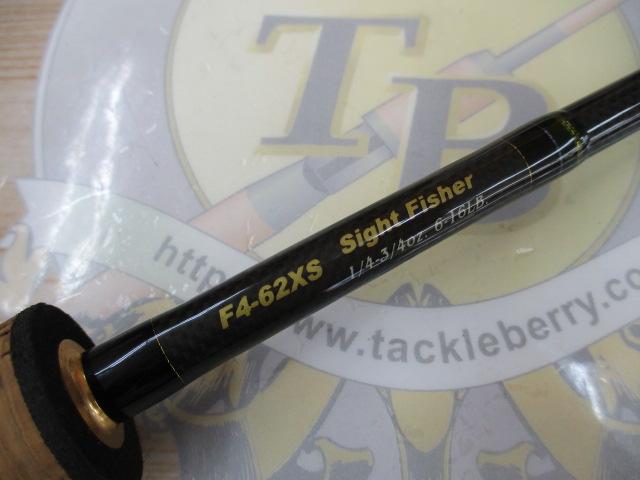 TB
F4-62XS Sight Fisher
1/4-3/4oz. 6-16LB.
http
www.tackleberry.co